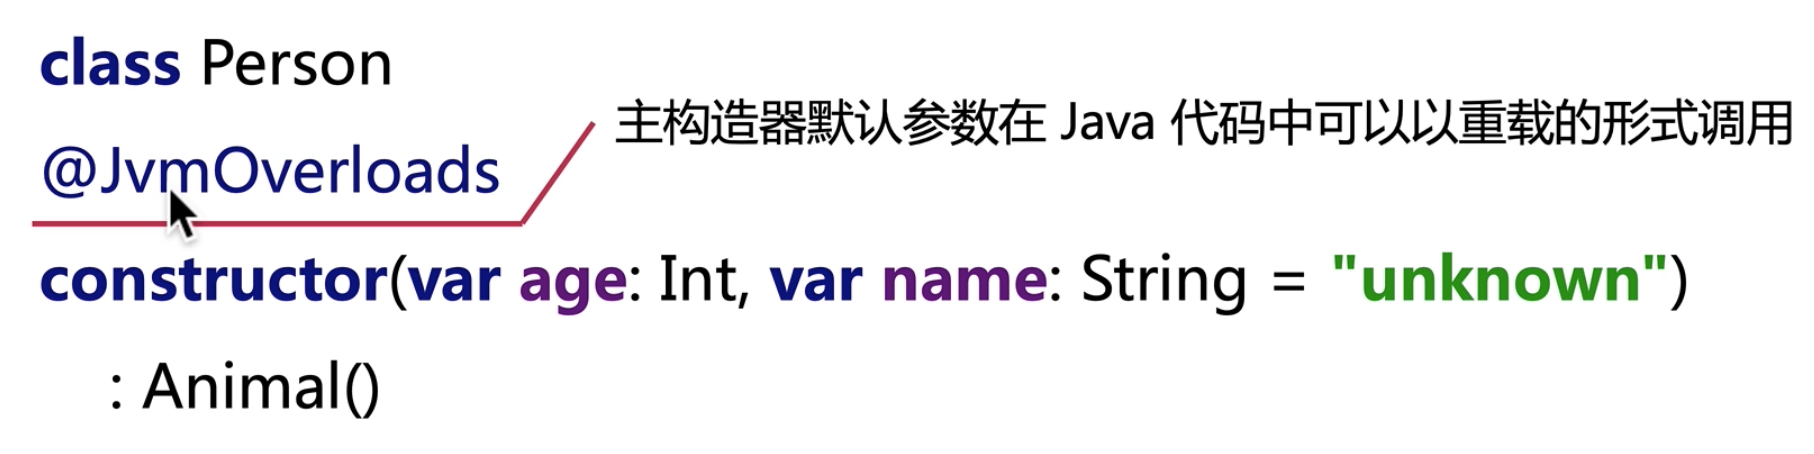 class Person
主构造器默认参数在 Java 代码中可以以重载的形式调用
@JvmOverloads
constructor(var age: Int, var name: String = "unknown")
: Animal()